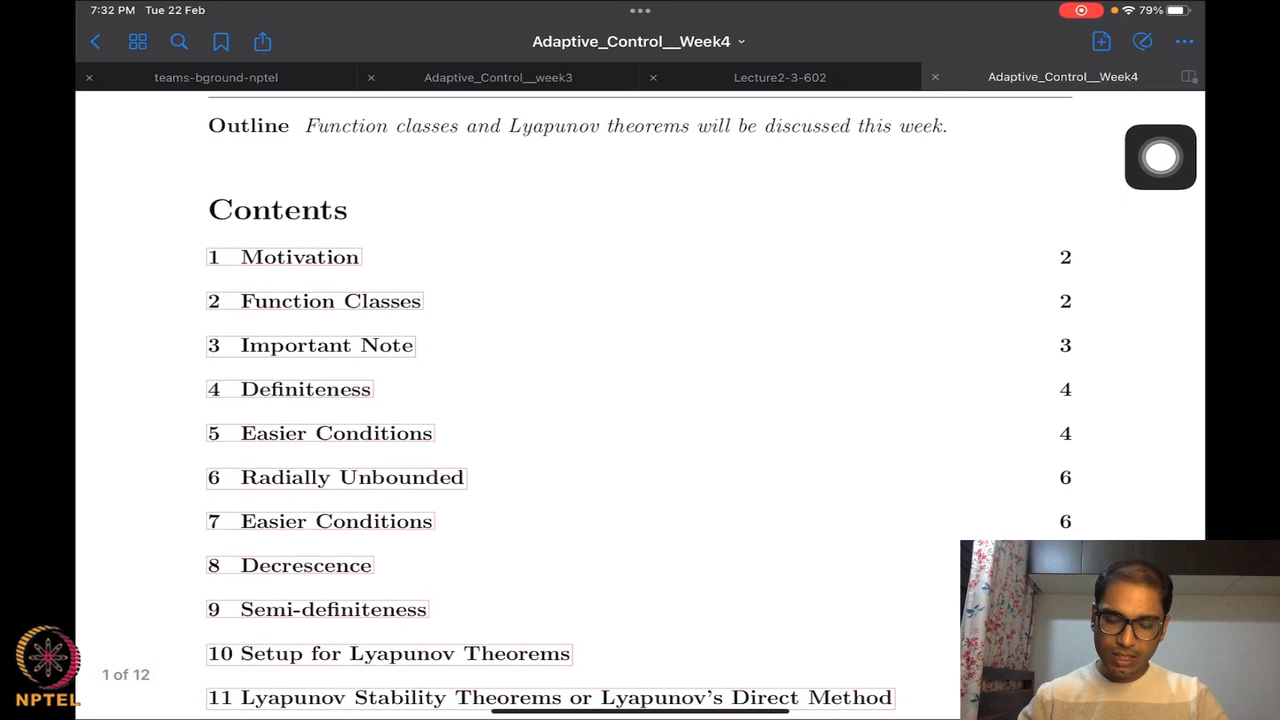 7:32 PM Tue 22 Feb
79%
Adaptive_Control__Week4
teams-bground-nptel
Adaptive_Control__week3
Lecture2-3-602
Adaptive_Control__Week4
Outline Function classes and Lyapunov theorems will be discussed this week.
Contents
1 Motivation 2
2 Function Classes 2
3 Important Note 3
4 Definiteness 4
5 Easier Conditions 4
6 Radially Unbounded 6
7 Easier Conditions 6
8 Decrescence
9 Semi-definiteness
10 Setup for Lyapunov Theorems
11 Lyapunov Stability Theorems or Lyapunov's Direct Method
1 of 12
NPTEL